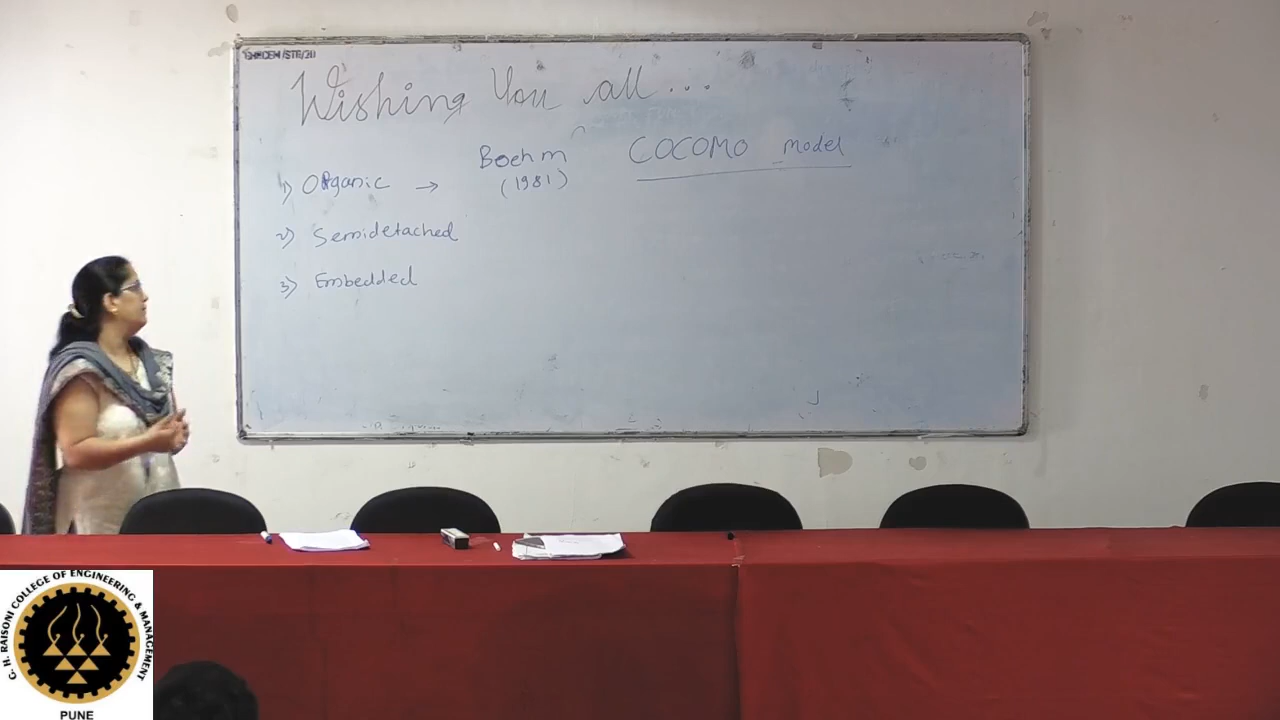 Wishing You all...
COCOMO model
Boehm
(1981)
1) Organic →
2) Semidetached
3) Embedded
G. H. RAISONI COLLEGE OF ENGINEERING & MANAGEMENT
PUNE